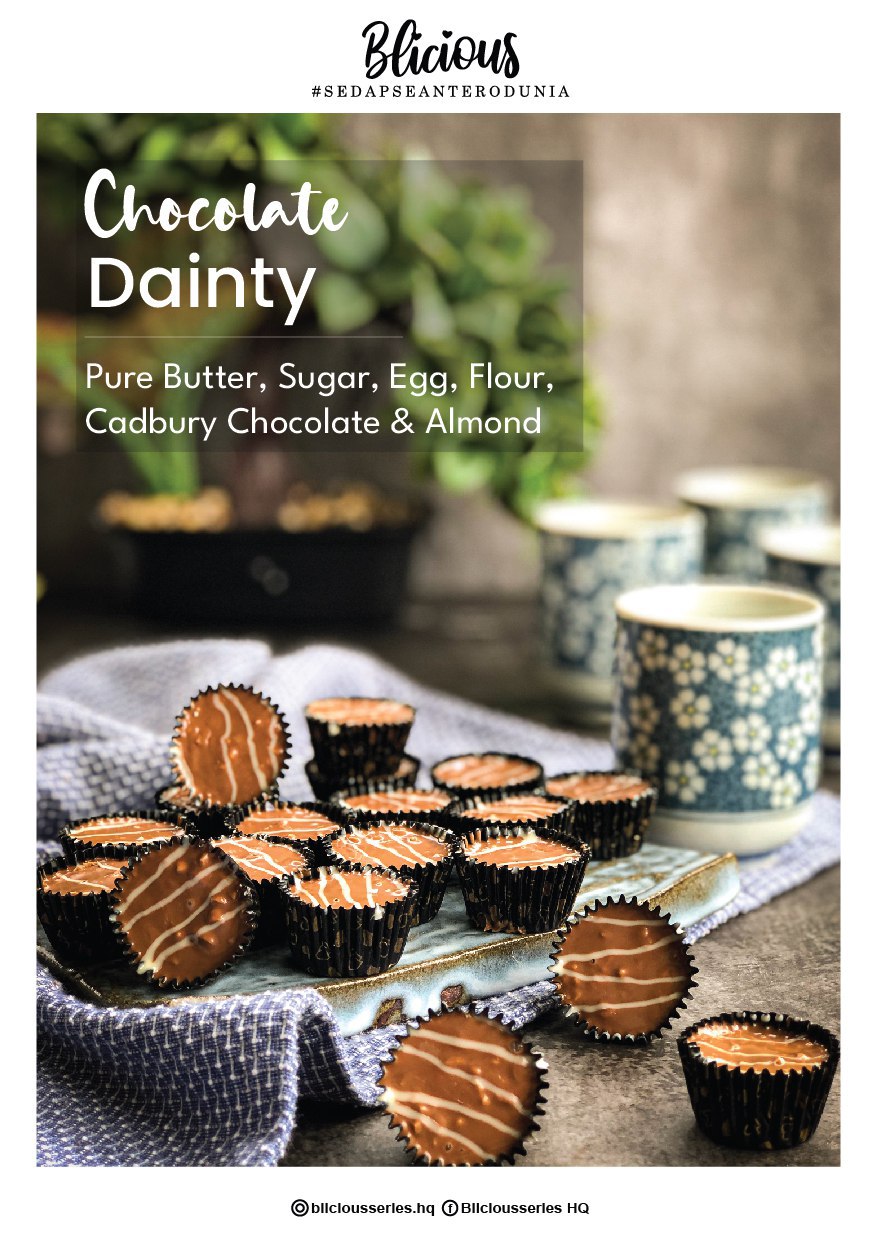 Blicious
#SEDAPSEANTERODUNIA
Chocolate
Dainty
Pure Butter, Sugar, Egg, Flour,
Cadbury Chocolate & Almond
bliciousseries.hq Bliciousseries HQ